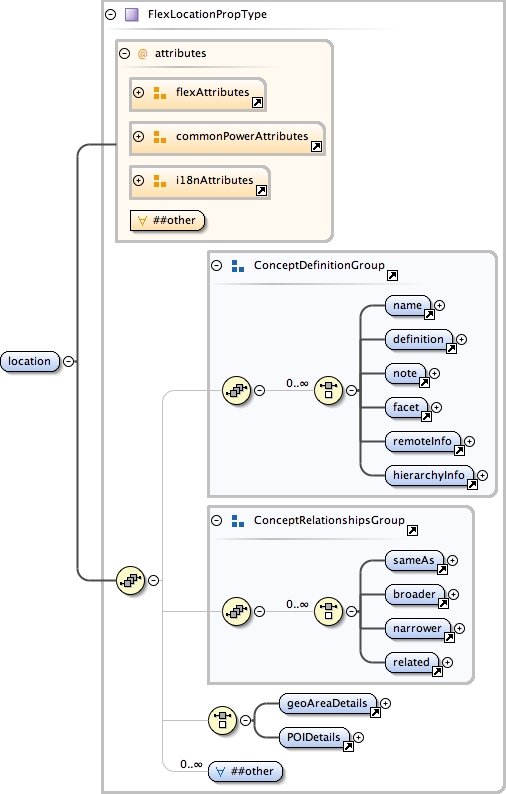 FlexLocationPropType
@ attributes
flexAttributes
commonPowerAttributes
i18nAttributes
##other
ConceptDefinitionGroup
name
definition
location
0..∞
note
facet
remoteInfo
hierarchyInfo
ConceptRelationshipsGroup
sameAs
broader
0..∞
narrower
related
geoAreaDetails
POIDetails
0..∞
##other